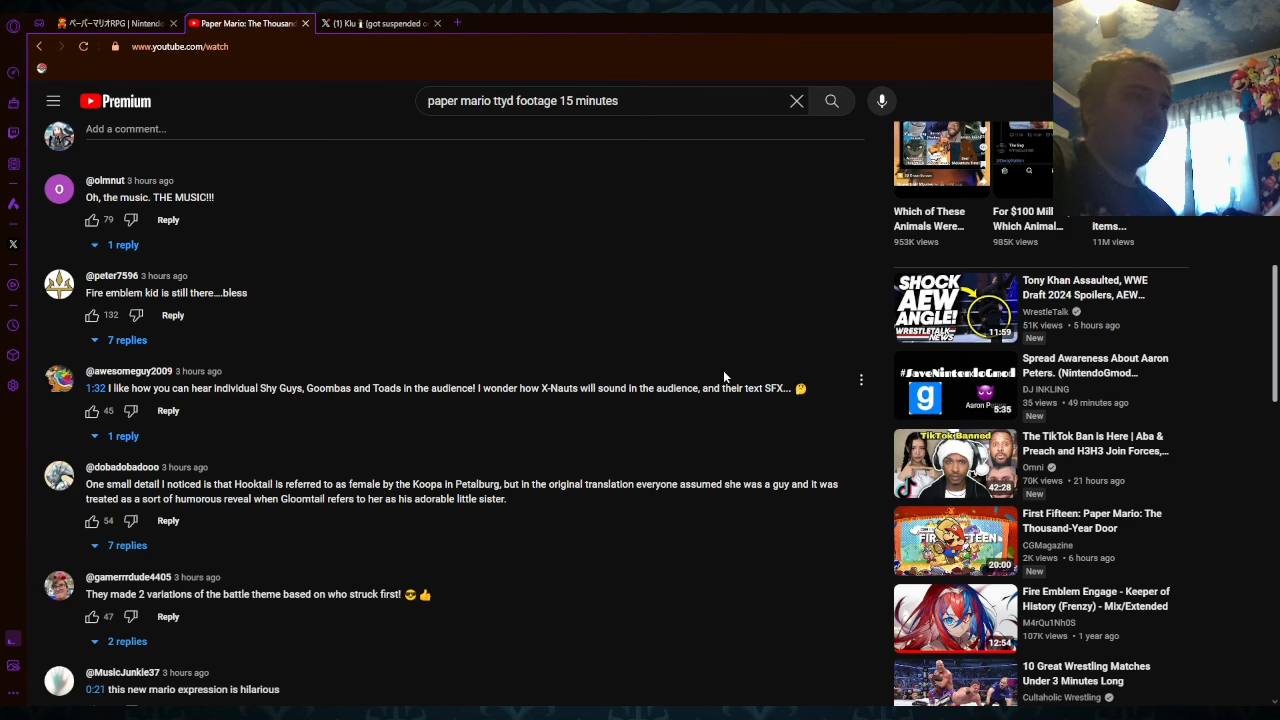 ペーパーマリオRPG | Nintendo
Paper Mario: The Thousand
(1) Klu
(got suspended
www.youtube.com/watch
Premium
paper mario ttyd footage 15 minutes
Add a comment...
@olmnut 3 hours ago
Oh, the music. THE MUSIC!!!
79 Reply
1 reply
@peter7596 3 hours ago
Fire emblem kid is still there....bless
132 Reply
7 replies
@awesomeguy2009 3 hours ago
1:32 I like how you can hear individual Shy Guys, Goombas and Toads in the audience! I wonder how X-Nauts will sound in the audience, and their text SFX... 🤔
45 Reply
1 reply
@dobadobadooo 3 hours ago
One small detail I noticed is that Hooktail is referred to as female by the Koopa in Petalburg, but in the original translation everyone assumed she was a guy and it was
treated as a sort of humorous reveal when Gloomtail refers to her as his adorable little sister.
54 Reply
7 replies
@gamerrrdude4405 3 hours ago
They made 2 variations of the battle theme based on who struck first! 😎👍
47 Reply
2 replies
@MusicJunkie37 3 hours ago
0:21 this new mario expression is hilarious
Which of These
Animals Were...
953K views
For $100 Mill
Which Animal...
985K views
Items...
11M views
SHOCK
AEW
ANGLE!
WRESTLETALK
NEWS
11:59
Tony Khan Assaulted, WWE
Draft 2024 Spoilers, AEW...
WrestleTalk
51K views • 5 hours ago
New
#SaveNintendoGmod
g
Aaron
5:35
Spread Awareness About Aaron
Peters. (NintendoGmod...
DJ INKLING
35 views • 49 minutes ago
New
TikTok Banned
42:28
The TikTok Ban is Here | Aba &
Preach and H3H3 Join Forces,...
Omni
70K views • 21 hours ago
New
FIRST FIFTEEN
20:00
First Fifteen: Paper Mario: The
Thousand-Year Door
CGMagazine
2K views • 6 hours ago
New
12:54
Fire Emblem Engage - Keeper of
History (Frenzy) - Mix/Extended
M4rQu1Nh0S
107K views • 1 year ago
10 Great Wrestling Matches
Under 3 Minutes Long
Cultaholic Wrestling